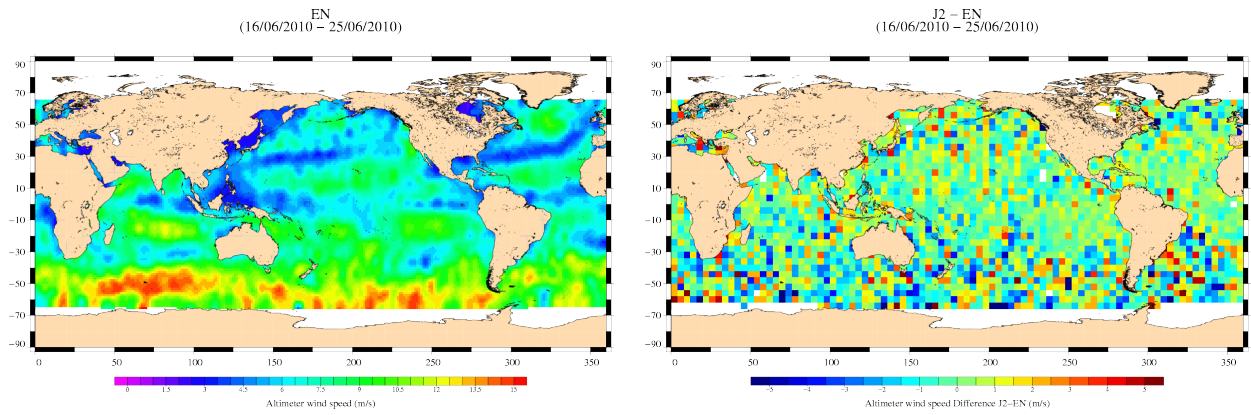 EN
(16/06/2010 − 25/06/2010)
90
70
50
30
10
−10
−30
−50
−70
−90
0 50 100 150 200 250 300 350
0 1.5 3 4.5 6 7.5 9 10.5 12 13.5 15
Altimeter wind speed (m/s)
J2 − EN
(16/06/2010 − 25/06/2010)
90
70
50
30
10
−10
−30
−50
−70
−90
0 50 100 150 200 250 300 350
−5 −4 −3 −2 −1 0 1 2 3 4 5
Altimeter wind speed Difference J2−EN (m/s)